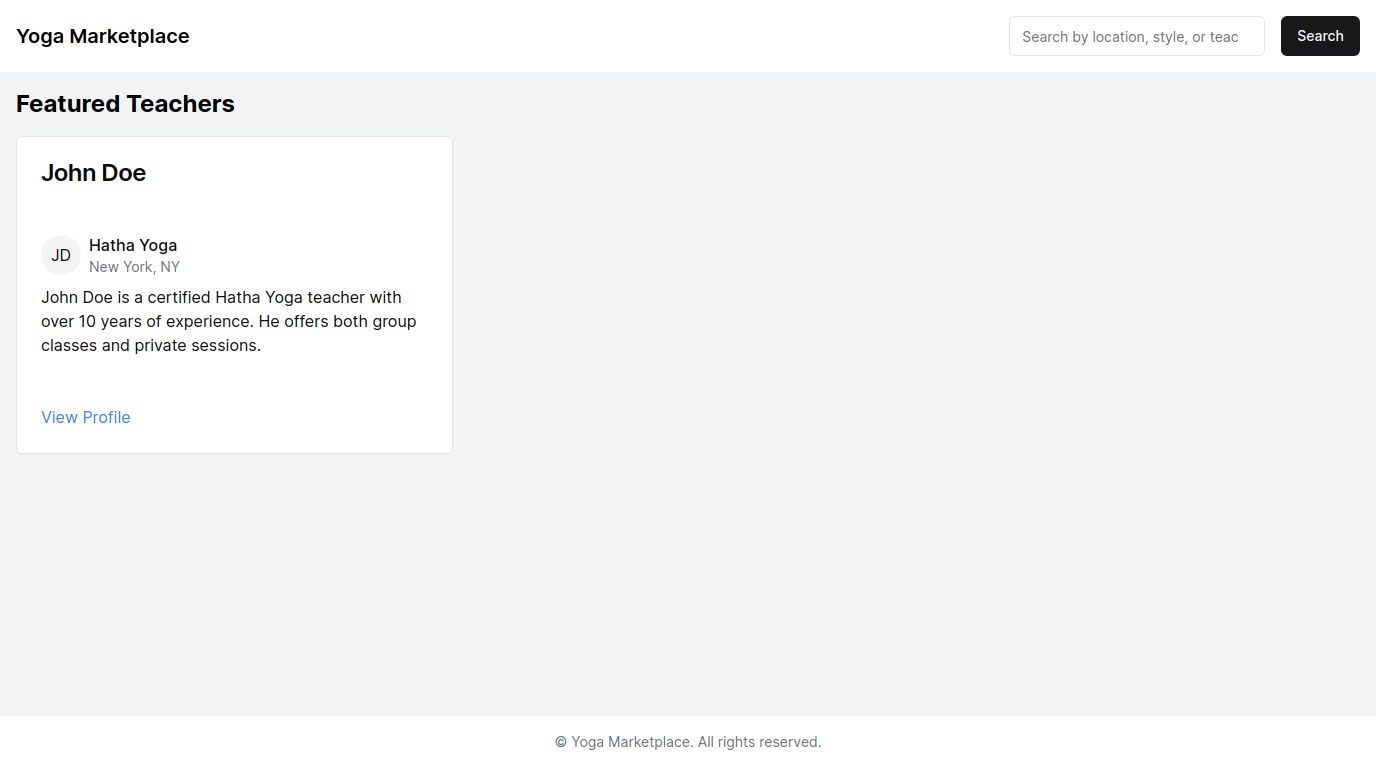 Yoga Marketplace
Search by location, style, or teac
Search
Featured Teachers
John Doe
JD
Hatha Yoga
New York, NY
John Doe is a certified Hatha Yoga teacher with
over 10 years of experience. He offers both group
classes and private sessions.
View Profile
© Yoga Marketplace. All rights reserved.